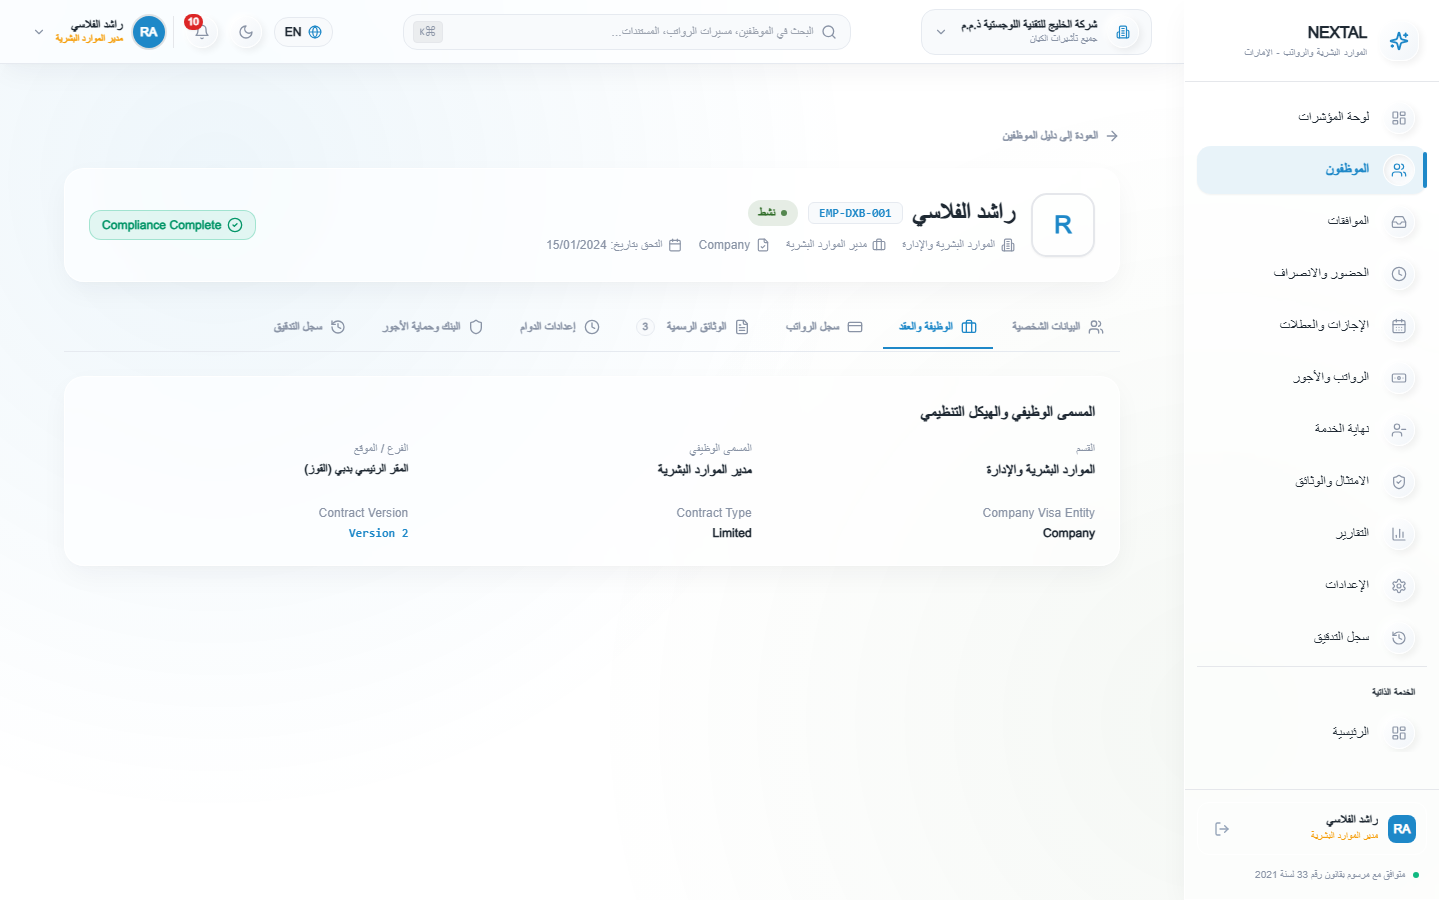 NEXTAL
الموارد البشرية والرواتب - الإمارات
شركة الخليج للتقنية اللوجستية ذ.م.م
جميع تأشيرات الكيان
البحث في الموظفين، مسيرات الرواتب، المستندات...
⌘K
EN
10
RA
راشد الفلاسي
مدير الموارد البشرية
لوحة المؤشرات
الموظفون
الموافقات
الحضور والانصراف
الإجازات والعطلات
الرواتب والأجور
نهاية الخدمة
الامتثال والوثائق
التقارير
الإعدادات
سجل التدقيق
الخدمة الذاتية
الرئيسية
RA
راشد الفلاسي
مدير الموارد البشرية
متوافق مع مرسوم بقانون رقم 33 لسنة 2021
العودة إلى دليل الموظفين
R
راشد الفلاسي
EMP-DXB-001
نشط
الموارد البشرية والإدارة
مدير الموارد البشرية
Company
التحق بتاريخ: 15/01/2024
Compliance Complete
البيانات الشخصية
الوظيفة والعقد
سجل الرواتب
الوثائق الرسمية 3
إعدادات الدوام
البنك وحماية الأجور
سجل التدقيق
المسمى الوظيفي والهيكل التنظيمي
القسم
الموارد البشرية والإدارة
المسمى الوظيفي
مدير الموارد البشرية
الفرع / الموقع
المقر الرئيسي بدبي (القوز)
Company Visa Entity
Company
Contract Type
Limited
Contract Version
Version 2